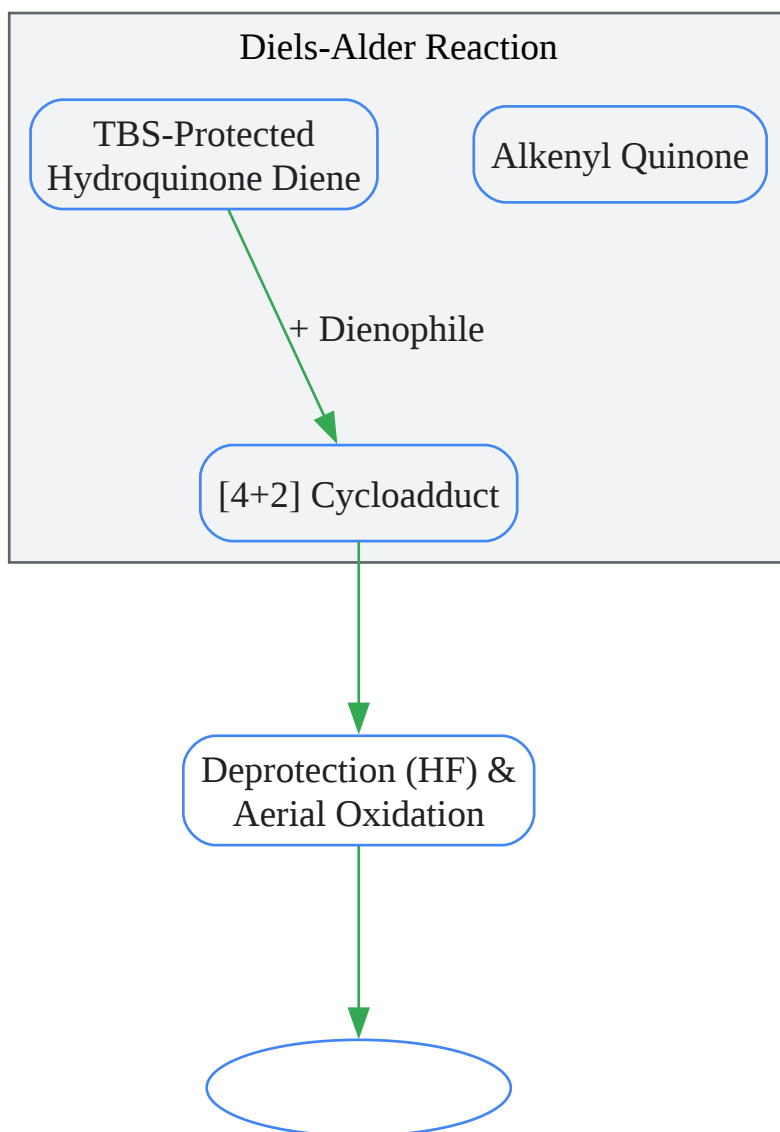 Diels-Alder Reaction
TBS-Protected
Hydroquinone Diene
Alkenyl Quinone
+ Dienophile
[4+2] Cycloadduct
Deprotection (HF) &
Aerial Oxidation